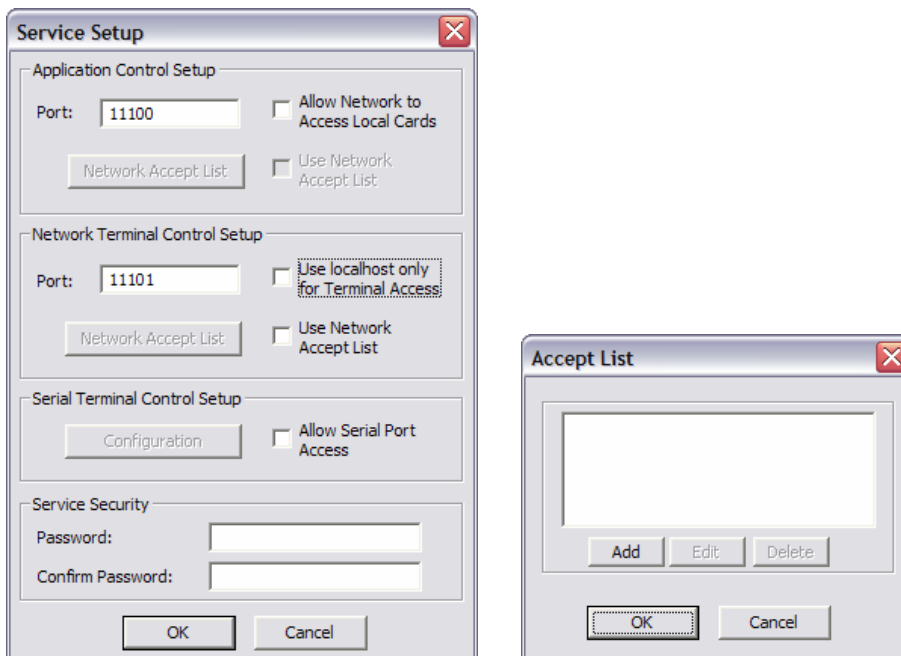 Service Setup
Application Control Setup
Port: 11100
Allow Network to
Access Local Cards
Network Accept List
Use Network
Accept List
Network Terminal Control Setup
Port: 11101
Use localhost only
for Terminal Access
Network Accept List
Use Network
Accept List
Serial Terminal Control Setup
Configuration
Allow Serial Port
Access
Service Security
Password:
Confirm Password:
OK Cancel
Accept List
Add Edit Delete
OK Cancel